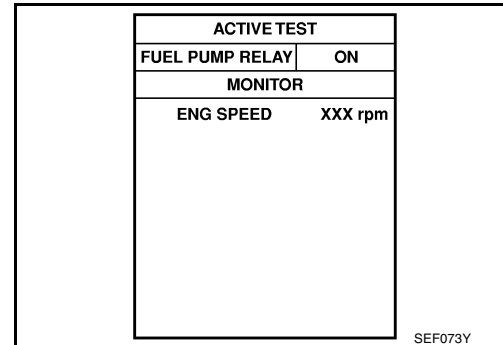 ACTIVE TEST
FUEL PUMP RELAY ON
MONITOR
ENG SPEED XXX rpm
SEF073Y